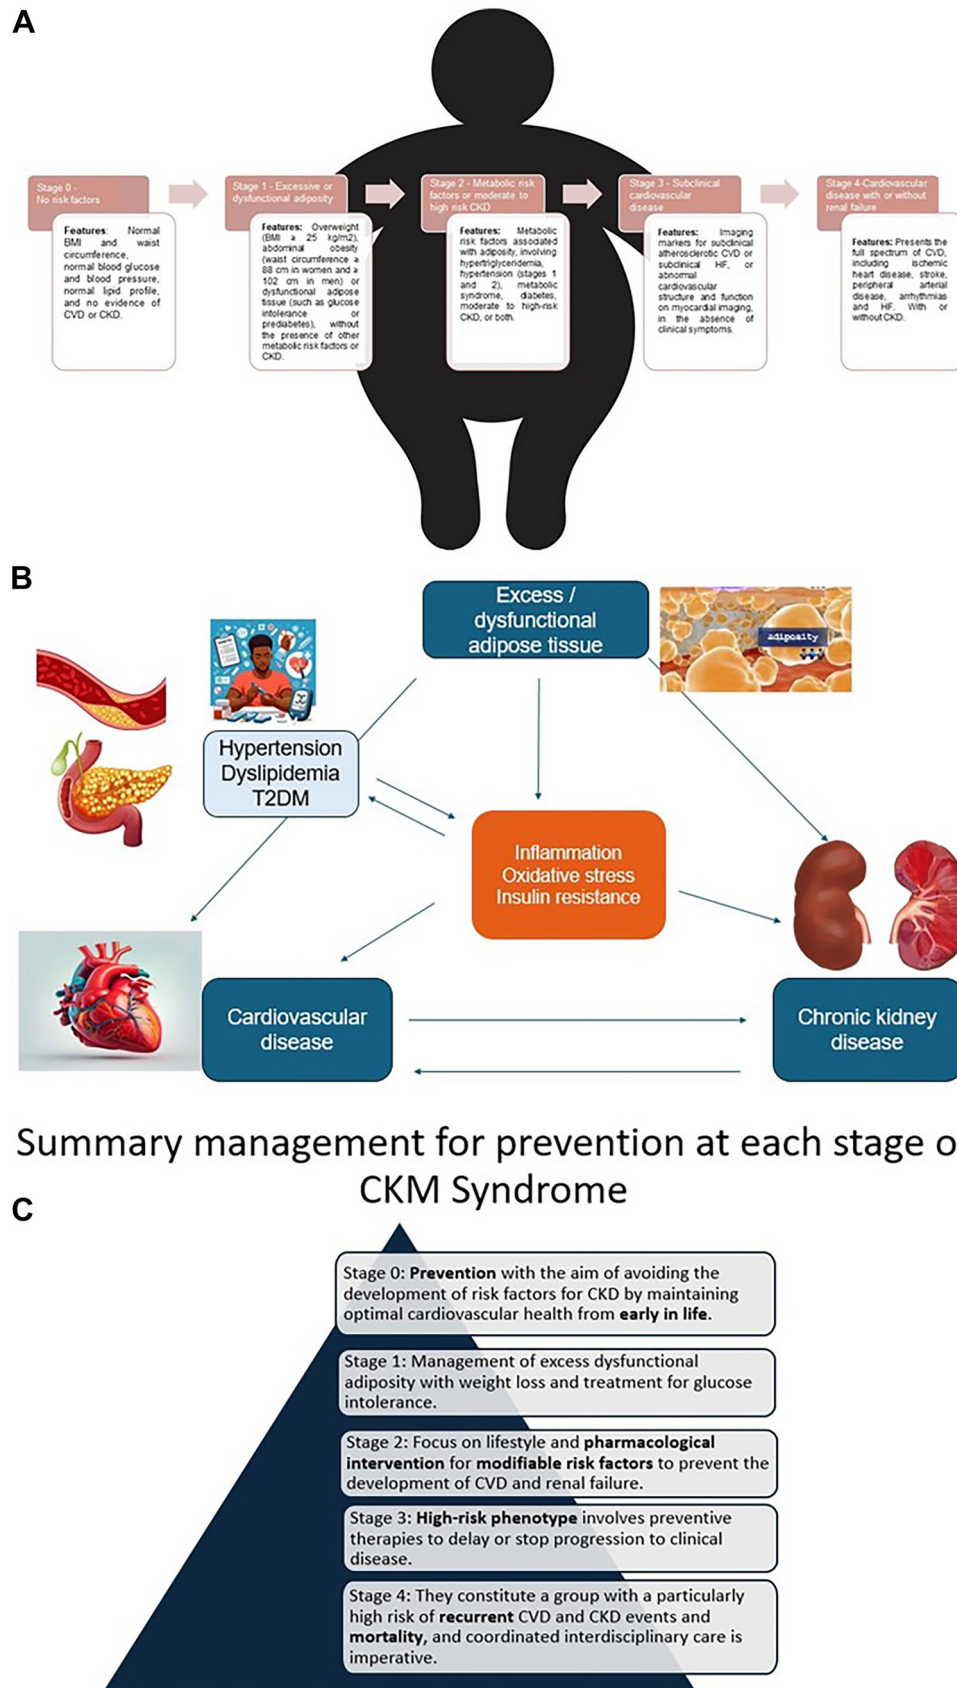 A
Stage 0 -
No risk factors
Features: Normal
BMI and waist
circumference,
normal blood glucose
and blood pressure,
normal lipid profile,
and no evidence of
CVD or CKD.
Stage 1 - Excessive or
dysfunctional adiposity
Features: Overweight
(BMI ≥ 25 kg/m2),
abdominal obesity
(waist circumference ≥
88 cm in women and ≥
102 cm in men) or
dysfunctional adipose
tissue (such as glucose
intolerance or
prediabetes), without
the presence of other
metabolic risk factors or
CKD.
Stage 2 - Metabolic risk
factors or moderate to
high risk CKD
Features: Metabolic
risk factors associated
with adiposity, involving
hypertriglyceridemia,
hypertension (stages 1
and 2), metabolic
syndrome, diabetes,
moderate to high-risk
CKD, or both.
Stage 3 - Subclinical
cardiovascular
disease
Features: Imaging
markers for subclinical
atherosclerotic CVD or
subclinical HF, or
abnormal
cardiovascular
structure and function
on myocardial imaging,
in the absence of
clinical symptoms.
Stage 4-Cardiovascular
disease with or without
renal failure
Features: Presents the
full spectrum of CVD,
including ischemic
heart disease, stroke,
peripheral arterial
disease, arrhythmias
and HF. With or
without CKD.
B
Excess /
dysfunctional
adipose tissue
adiposity
Hypertension
Dyslipidemia
T2DM
Inflammation
Oxidative stress
Insulin resistance
Cardiovascular
disease
Chronic kidney
disease
Summary management for prevention at each stage o
CKM Syndrome
C
Stage 0: Prevention with the aim of avoiding the
development of risk factors for CKD by maintaining
optimal cardiovascular health from early in life.
Stage 1: Management of excess dysfunctional
adiposity with weight loss and treatment for glucose
intolerance.
Stage 2: Focus on lifestyle and pharmacological
intervention for modifiable risk factors to prevent the
development of CVD and renal failure.
Stage 3: High-risk phenotype involves preventive
therapies to delay or stop progression to clinical
disease.
Stage 4: They constitute a group with a particularly
high risk of recurrent CVD and CKD events and
mortality, and coordinated interdisciplinary care is
imperative.